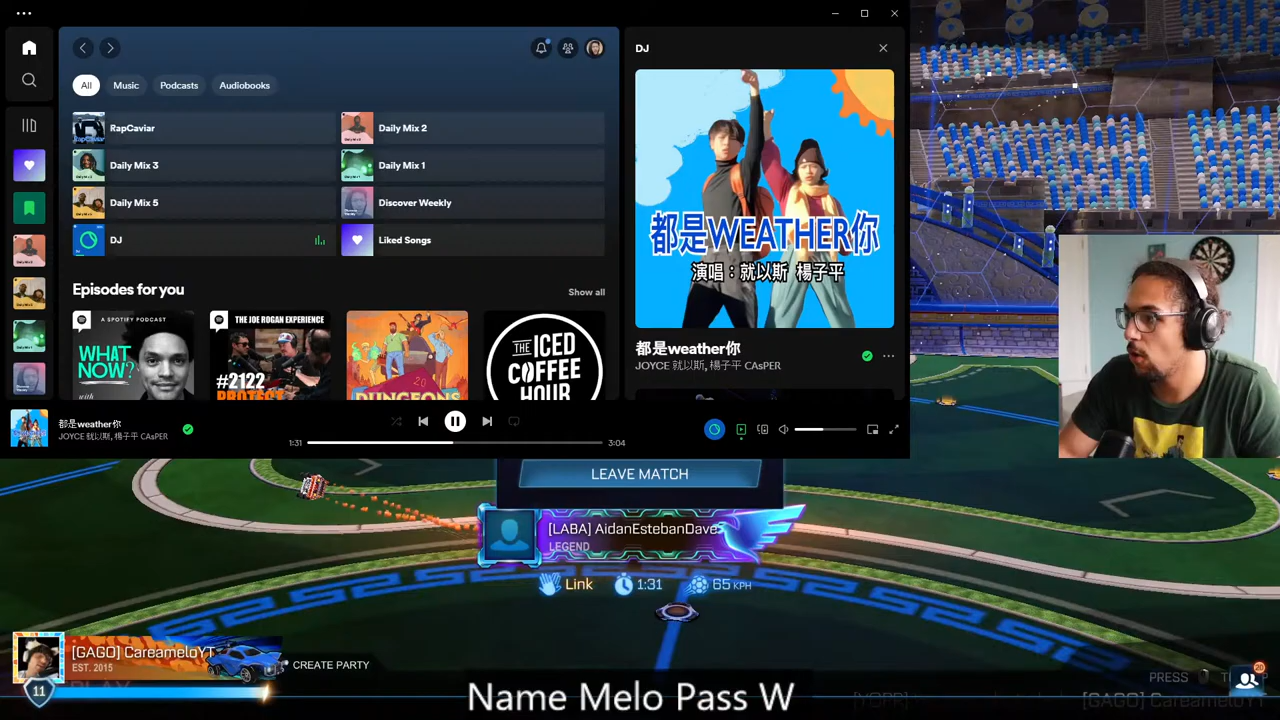 All
Music
Podcasts
Audiobooks
RapCaviar
Daily Mix 2
Daily Mix 3
Daily Mix 1
Daily Mix 5
Discover Weekly
DJ
Liked Songs
Episodes for you
Show all
A SPOTIFY PODCAST
WHAT
NOW?
THE JOE ROGAN EXPERIENCE
#2122
PROTECT
DUNGEONS
THE ICED
COFFEE
HOUR
DJ
都是WEATHER你
演唱：就以斯 楊子平
都是weather你
JOYCE 就以斯, 楊子平 CAsPER
都是weather你
JOYCE 就以斯, 楊子平 CAsPER
1:31
3:04
LEAVE MATCH
[LABA] AidanEstebanDaves
LEGEND
Link
1:31
65 KPH
[GAGO] CareameloYT
EST. 2015
CREATE PARTY
11
PRESS
20
Name Melo Pass W
[GAGO] CareameloYT